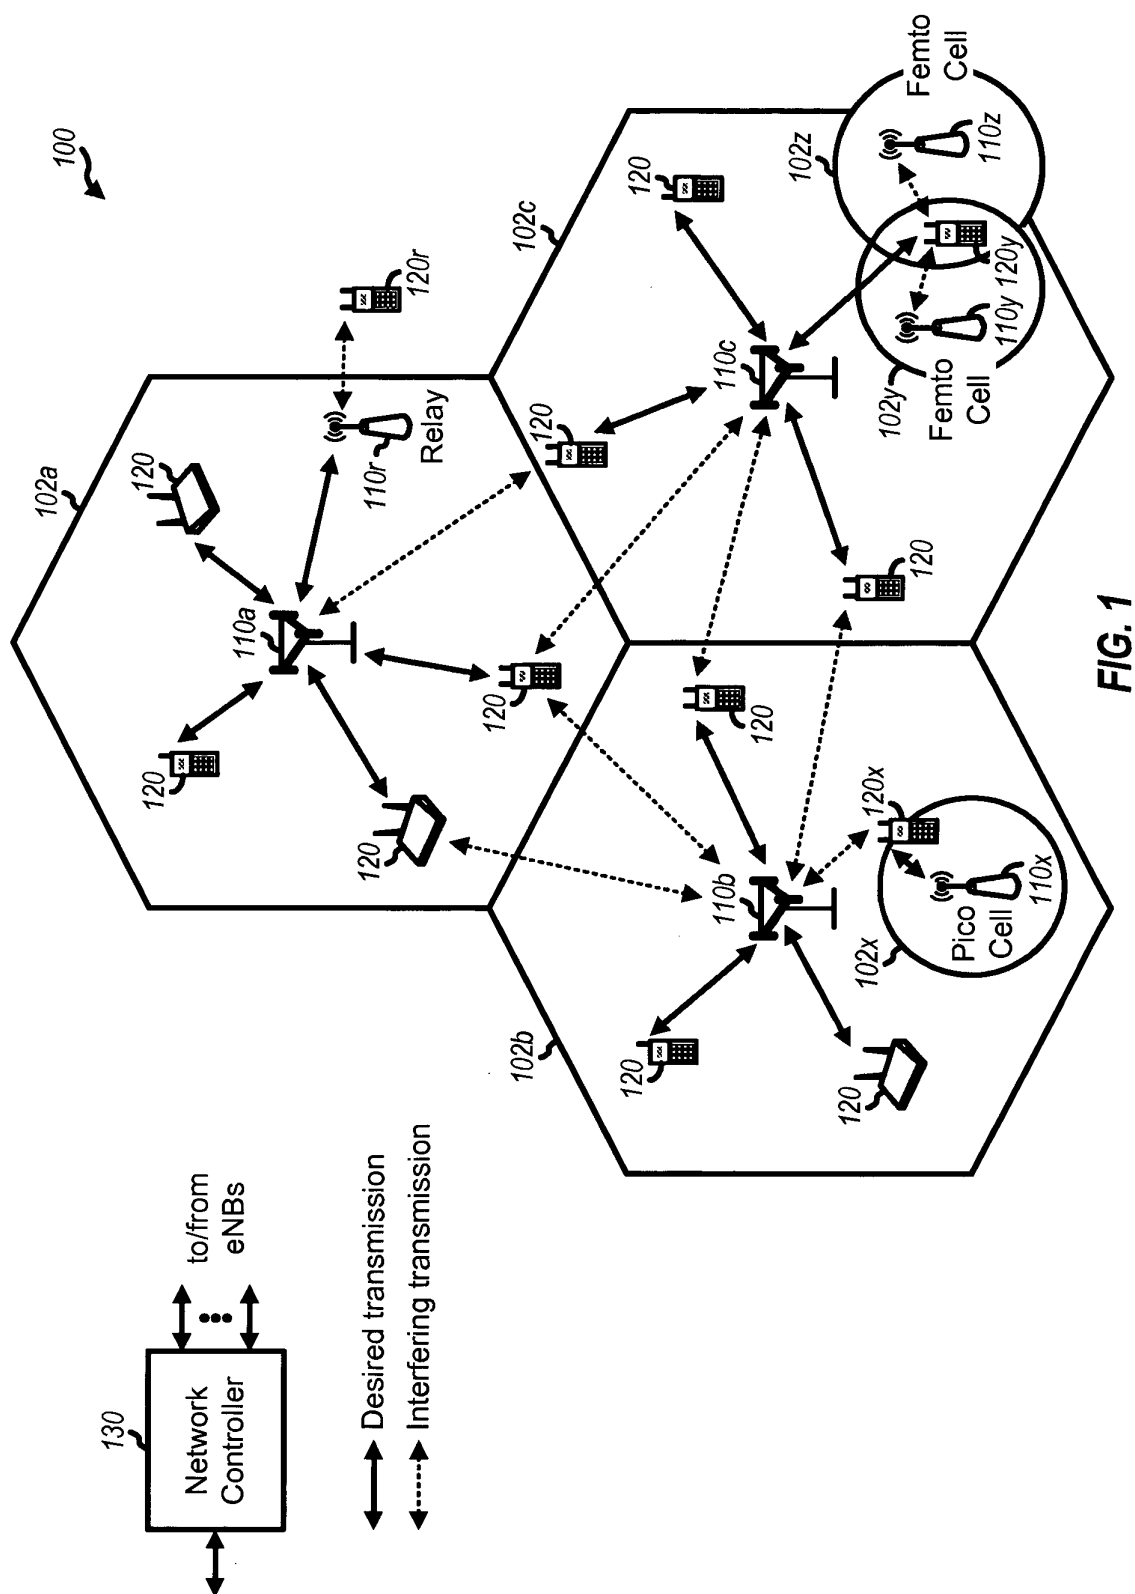 100
130
Network
Controller
to/from
eNBs
Desired transmission
Interfering transmission
102a
120
120
110a
120
120
110r
Relay
120r
102b
120
110b
120
120
102x
Pico
Cell
110x
120x
102c
120
120
110c
120
102y
Femto
Cell
110y
120y
102z
110z
Femto
Cell
FIG. 1